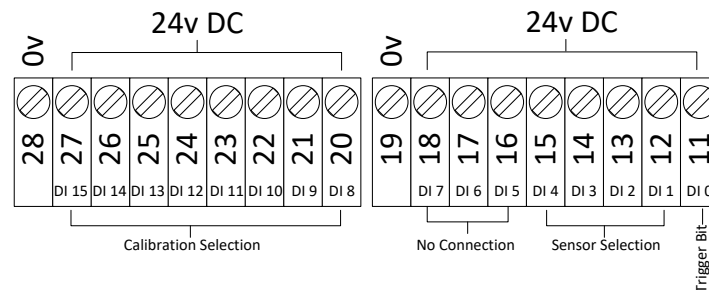 24v DC
24v DC
0v
0v
28 27 26 25 24 23 22 21 20
19 18 17 16 15 14 13 12 11
DI 15 DI 14 DI 13 DI 12 DI 11 DI 10 DI 9 DI 8
DI 7 DI 6 DI 5 DI 4 DI 3 DI 2 DI 1 DI 0
Calibration Selection
No Connection
Sensor Selection
Trigger Bit